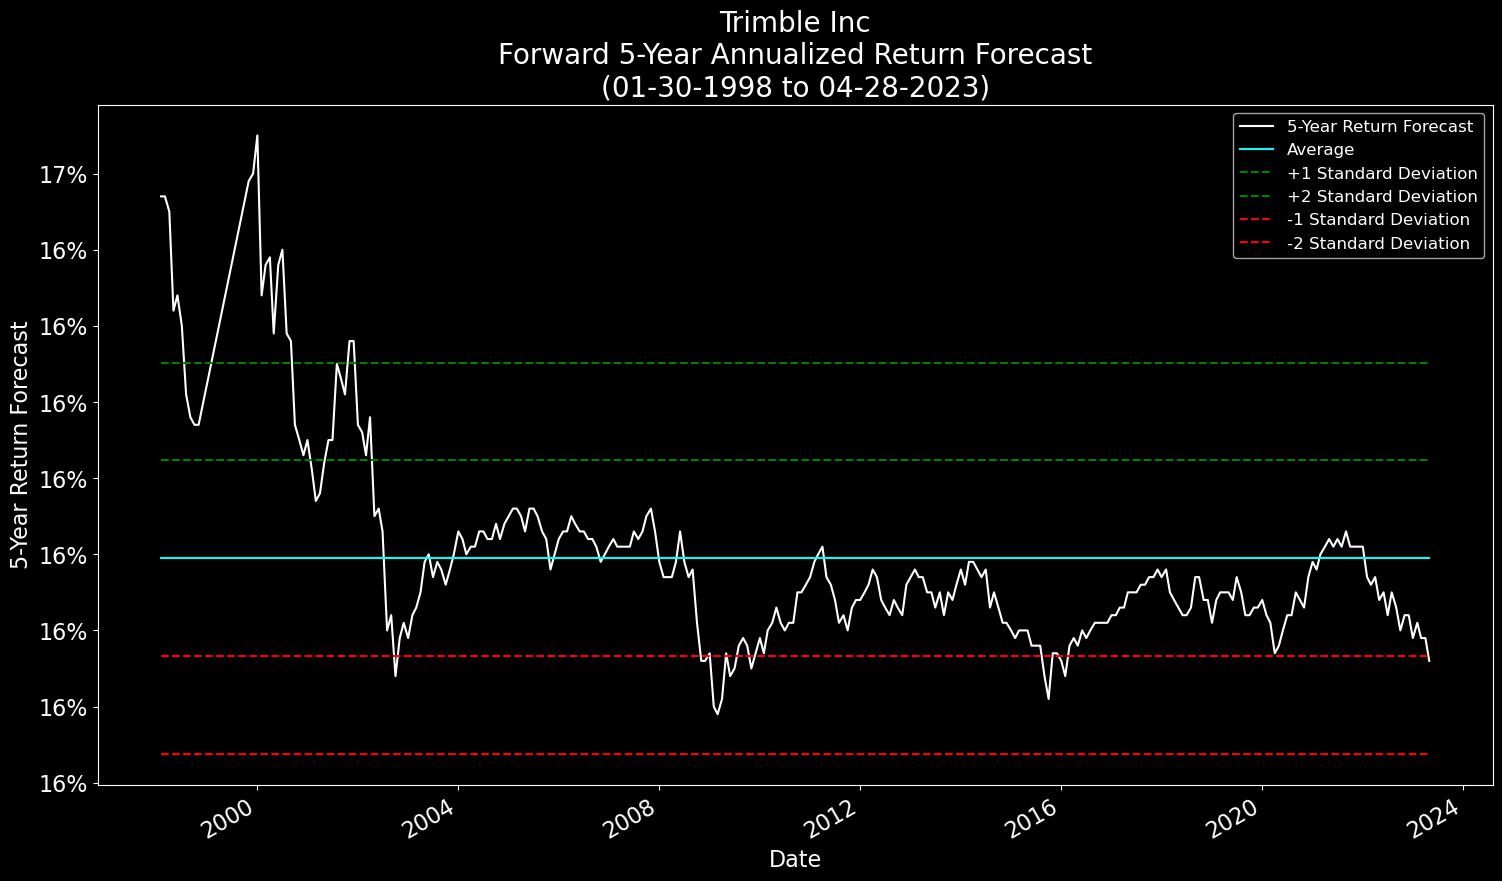 Trimble Inc
Forward 5-Year Annualized Return Forecast
(01-30-1998 to 04-28-2023)
5-Year Return Forecast
Average
+1 Standard Deviation
+2 Standard Deviation
-1 Standard Deviation
-2 Standard Deviation
17%
16%
16%
16%
16%
16%
16%
16%
16%
5-Year Return Forecast
2000
2004
2008
2012
2016
2020
2024
Date